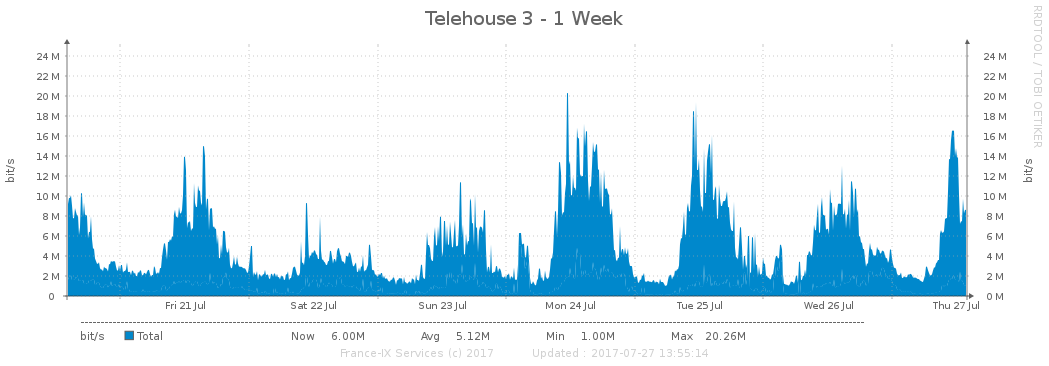 Telehouse 3 - 1 Week
RRDTOOL / TOBI OETIKER
bit/s
24 M 24 M
22 M 22 M
20 M 20 M
18 M 18 M
16 M 16 M
14 M 14 M
12 M 12 M
10 M 10 M
8 M 8 M
6 M 6 M
4 M 4 M
2 M 2 M
0 0 M
bit/s
Fri 21 Jul Sat 22 Jul Sun 23 Jul Mon 24 Jul Tue 25 Jul Wed 26 Jul Thu 27 Jul
bit/s Total Now 6.00M Avg 5.12M Min 1.00M Max 20.26M
France-IX Services (c) 2017 Updated : 2017-07-27 13:55:14